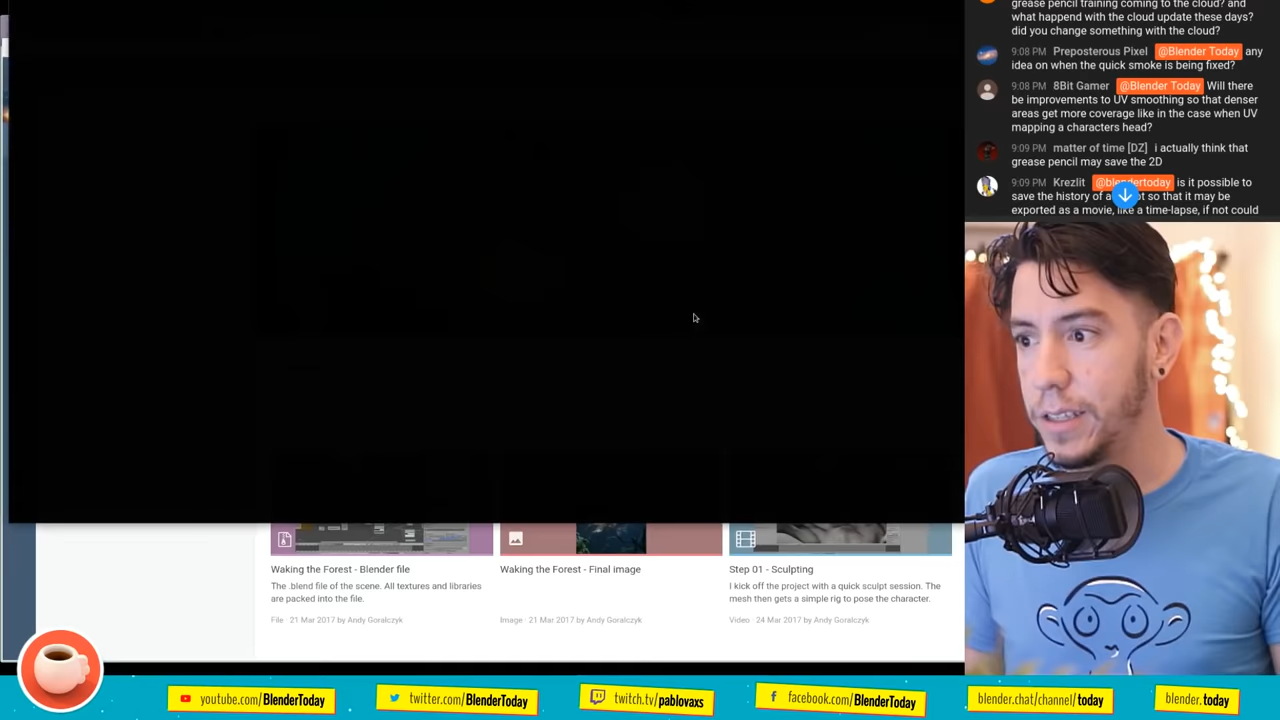 grease pencil training coming to the cloud? and
what happend with the cloud update these days?
did you change something with the cloud?
9:08 PM Preposterous Pixel @Blender Today any
idea on when the quick smoke is being fixed?
9:08 PM 8Bit Gamer @Blender Today Will there
be improvements to UV smoothing so that denser
areas get more coverage like in the case when UV
mapping a characters head?
9:09 PM matter of time [DZ] i actually think that
grease pencil may save the 2D
9:09 PM Krezlit @blendertoday is it possible to
save the history of a so that it may be
exported as a movie, like a time-lapse, if not could
Waking the Forest - Blender file
The .blend file of the scene. All textures and libraries
are packed into the file.
File · 21 Mar 2017 by Andy Goralczyk
Waking the Forest - Final image
Image · 21 Mar 2017 by Andy Goralczyk
Step 01 - Sculpting
I kick off the project with a quick sculpt session. The
mesh then gets a simple rig to pose the character.
Video · 24 Mar 2017 by Andy Goralczyk
youtube.com/BlenderToday
twitter.com/BlenderToday
twitch.tv/pablovaxs
facebook.com/BlenderToday
blender.chat/channel/today
blender.today